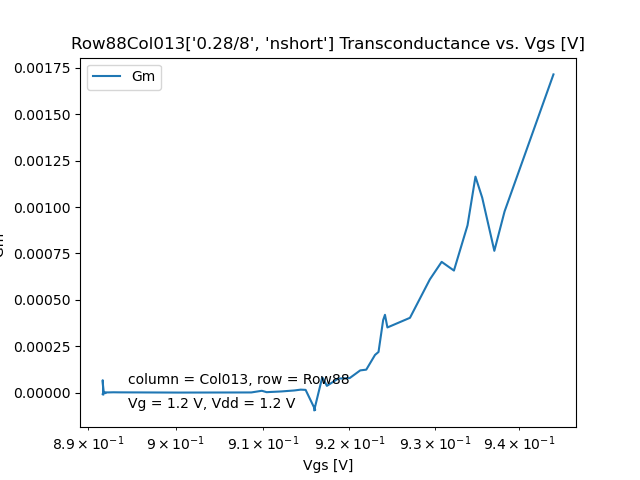 Row88Col013['0.28/8', 'nshort'] Transconductance vs. Vgs [V]
Gm
0.00175
0.00150
0.00125
0.00100
0.00075
0.00050
0.00025
0.00000
Gm
column = Col013, row = Row88
Vg = 1.2 V, Vdd = 1.2 V
8.9 × 10⁻¹ 9 × 10⁻¹ 9.1 × 10⁻¹ 9.2 × 10⁻¹ 9.3 × 10⁻¹ 9.4 × 10⁻¹
Vgs [V]